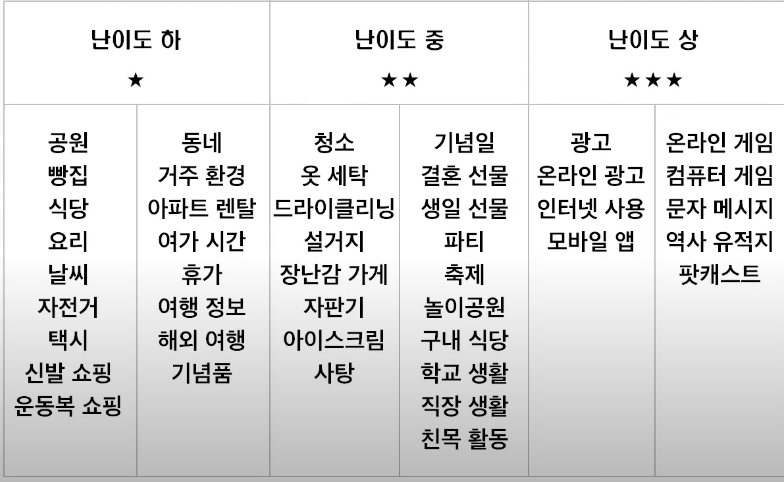 난이도 하
★
난이도 중
★★
난이도 상
★★★
공원
빵집
식당
요리
날씨
자전거
택시
신발 쇼핑
운동복 쇼핑
동네
거주 환경
아파트 렌탈
여가 시간
휴가
여행 정보
해외 여행
기념품
청소
옷 세탁
드라이클리닝
설거지
장난감 가게
자판기
아이스크림
사탕
기념일
결혼 선물
생일 선물
파티
축제
놀이공원
구내 식당
학교 생활
직장 생활
친목 활동
광고
온라인 광고
인터넷 사용
모바일 앱
온라인 게임
컴퓨터 게임
문자 메시지
역사 유적지
팟캐스트